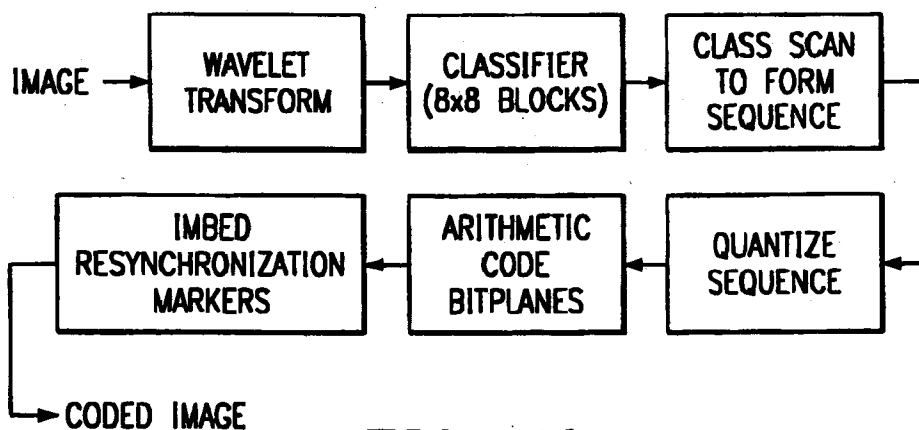 IMAGE
WAVELET
TRANSFORM
CLASSIFIER
(8x8 BLOCKS)
CLASS SCAN
TO FORM
SEQUENCE
QUANTIZE
SEQUENCE
ARITHMETIC
CODE
BITPLANES
IMBED
RESYNCHRONIZATION
MARKERS
CODED IMAGE